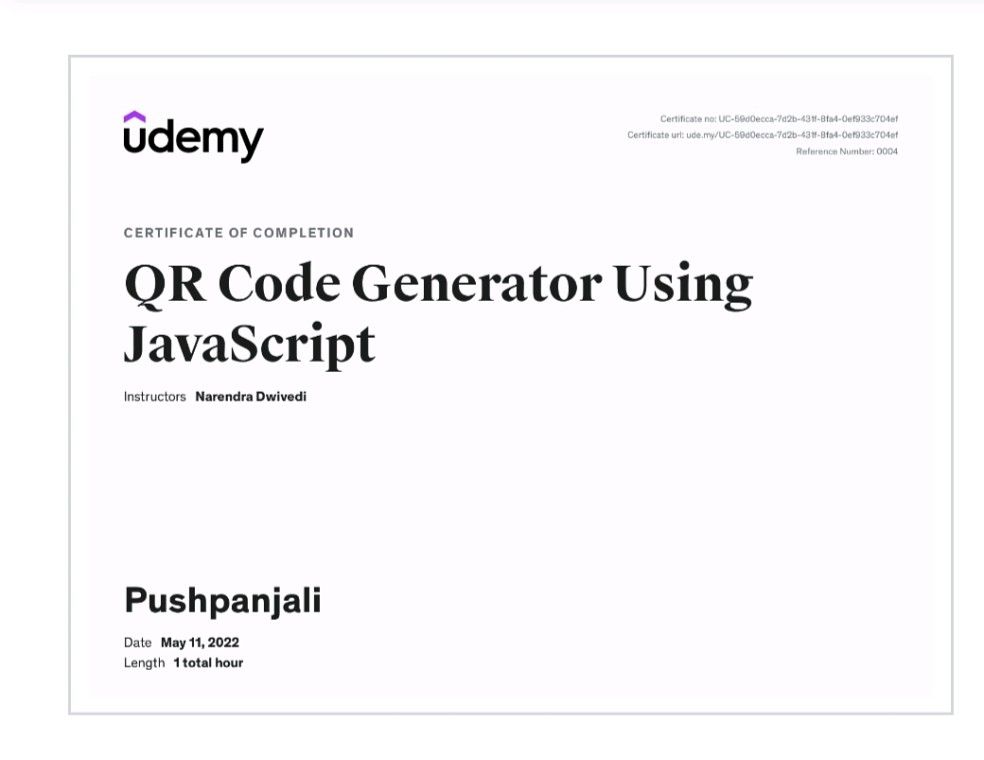 udemy
Certificate no: UC-59d0ecca-7d2b-431f-8fa4-0ef933c704ef
Certificate url: ude.my/UC-59d0ecca-7d2b-431f-8fa4-0ef933c704ef
Reference Number: 0004
CERTIFICATE OF COMPLETION
QR Code Generator Using
JavaScript
Instructors Narendra Dwivedi
Pushpanjali
Date May 11, 2022
Length 1 total hour